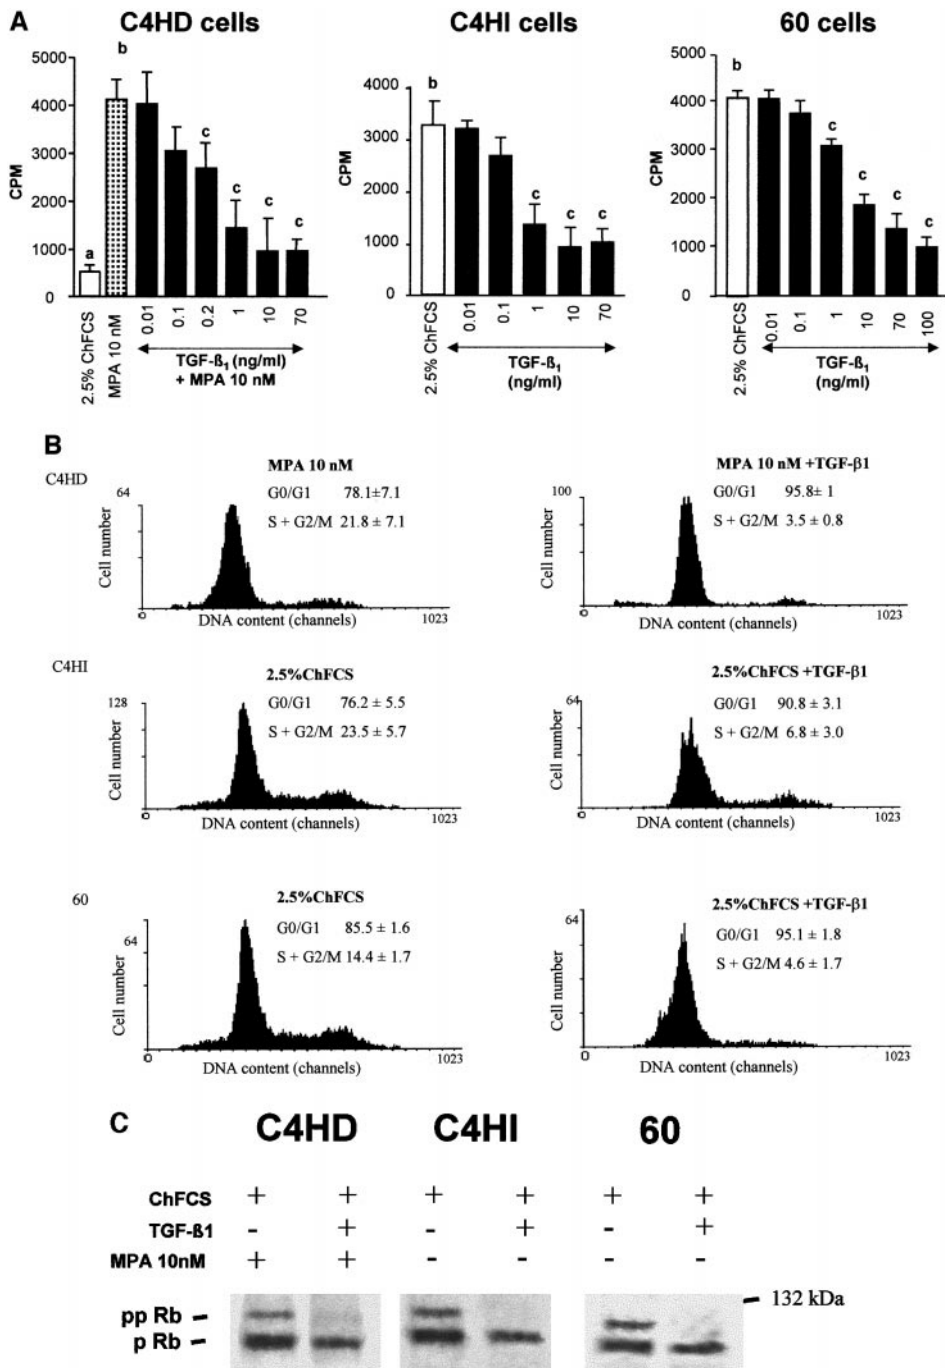 A
C4HD cells
C4HI cells
60 cells
b
5000
4000
3000
2000
1000
0
CPM
a
c
c
c
c
2.5% ChFCS
MPA 10 nM
0.01
0.1
0.2
1
10
70
TGF-ß1 (ng/ml)
+ MPA 10 nM
4000
3000
2000
1000
0
CPM
b
c
c
c
2.5% ChFCS
0.01
0.1
1
10
70
TGF-ß1
(ng/ml)
5000
4000
3000
2000
1000
0
CPM
b
c
c
c
c
2.5% ChFCS
0.01
0.1
1
10
70
100
TGF-ß1
(ng/ml)
B
C4HD
MPA 10 nM
G0/G1 78.1±7.1
S + G2/M 21.8 ± 7.1
64
Cell number
0
DNA content (channels)
1023
MPA 10 nM +TGF-β1
G0/G1 95.8± 1
S + G2/M 3.5 ± 0.8
100
Cell number
0
DNA content (channels)
1023
C4HI
2.5%ChFCS
G0/G1 76.2 ± 5.5
S + G2/M 23.5 ± 5.7
128
Cell number
0
DNA content (channels)
1023
2.5%ChFCS +TGF-β1
G0/G1 90.8 ± 3.1
S + G2/M 6.8 ± 3.0
64
Cell number
0
DNA content (channels)
1023
60
2.5%ChFCS
G0/G1 85.5 ± 1.6
S + G2/M 14.4 ± 1.7
64
Cell number
0
DNA content (channels)
1023
2.5%ChFCS +TGF-β1
G0/G1 95.1 ± 1.8
S + G2/M 4.6 ± 1.7
64
Cell number
0
DNA content (channels)
1023
C
C4HD C4HI 60
ChFCS + + + + + +
TGF-ß1 - + - + - +
MPA 10nM + + - - - -
132 kDa
pp Rb
p Rb